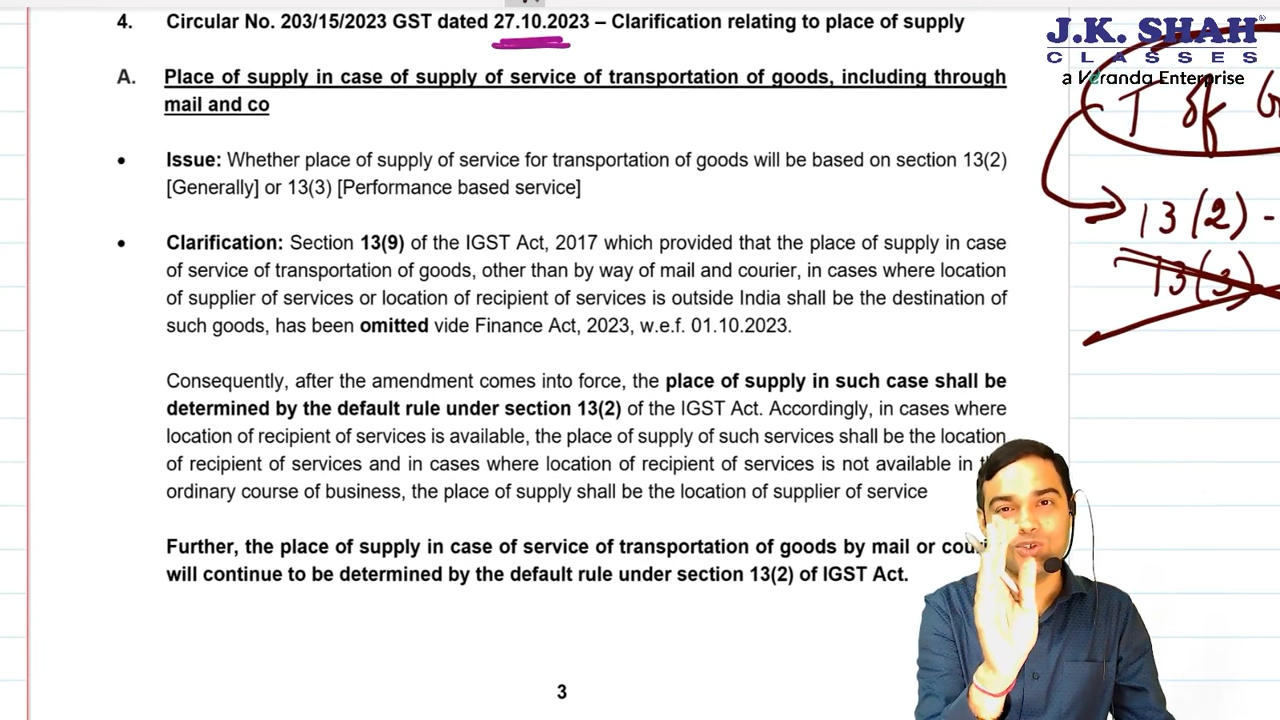 4. Circular No. 203/15/2023 GST dated 27.10.2023 – Clarification relating to place of supply
J.K. SHAH
CLASSES
a Veranda Enterprise
A. Place of supply in case of supply of service of transportation of goods, including through
mail and co
T of G
• Issue: Whether place of supply of service for transportation of goods will be based on section 13(2)
[Generally] or 13(3) [Performance based service]
13(2) -
13(3)
• Clarification: Section 13(9) of the IGST Act, 2017 which provided that the place of supply in case
of service of transportation of goods, other than by way of mail and courier, in cases where location
of supplier of services or location of recipient of services is outside India shall be the destination of
such goods, has been omitted vide Finance Act, 2023, w.e.f. 01.10.2023.
Consequently, after the amendment comes into force, the place of supply in such case shall be
determined by the default rule under section 13(2) of the IGST Act. Accordingly, in cases where
location of recipient of services is available, the place of supply of such services shall be the location
of recipient of services and in cases where location of recipient of services is not available in
ordinary course of business, the place of supply shall be the location of supplier of service
Further, the place of supply in case of service of transportation of goods by mail or cou
will continue to be determined by the default rule under section 13(2) of IGST Act.
3